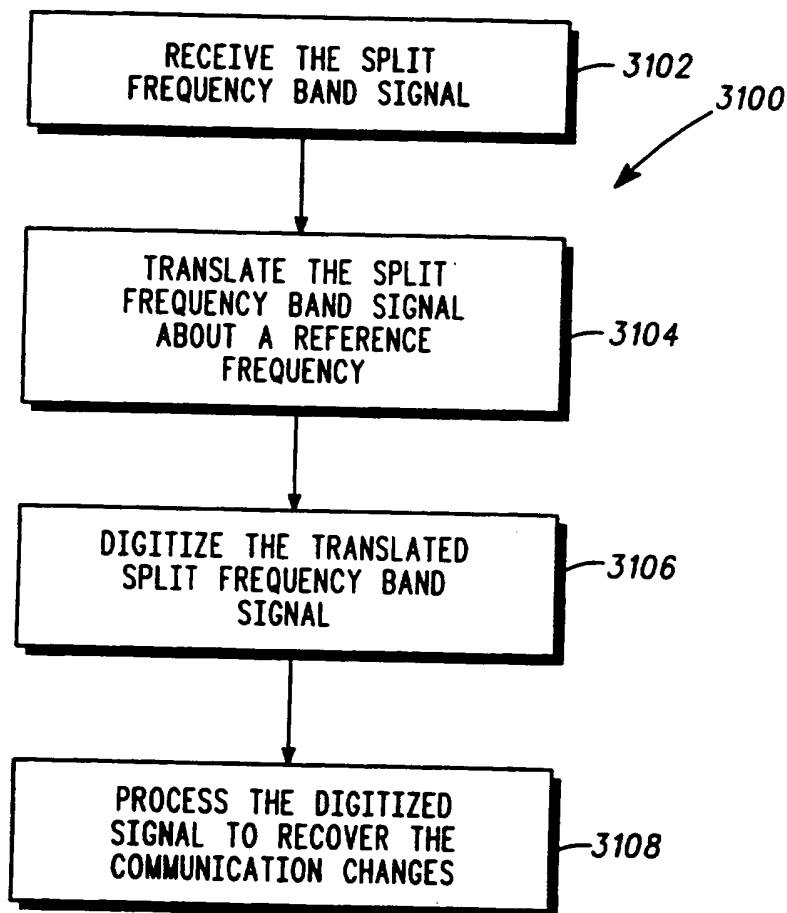 RECEIVE THE SPLIT
FREQUENCY BAND SIGNAL
3102
3100
TRANSLATE THE SPLIT
FREQUENCY BAND SIGNAL
ABOUT A REFERENCE
FREQUENCY
3104
DIGITIZE THE TRANSLATED
SPLIT FREQUENCY BAND
SIGNAL
3106
PROCESS THE DIGITIZED
SIGNAL TO RECOVER THE
COMMUNICATION CHANGES
3108